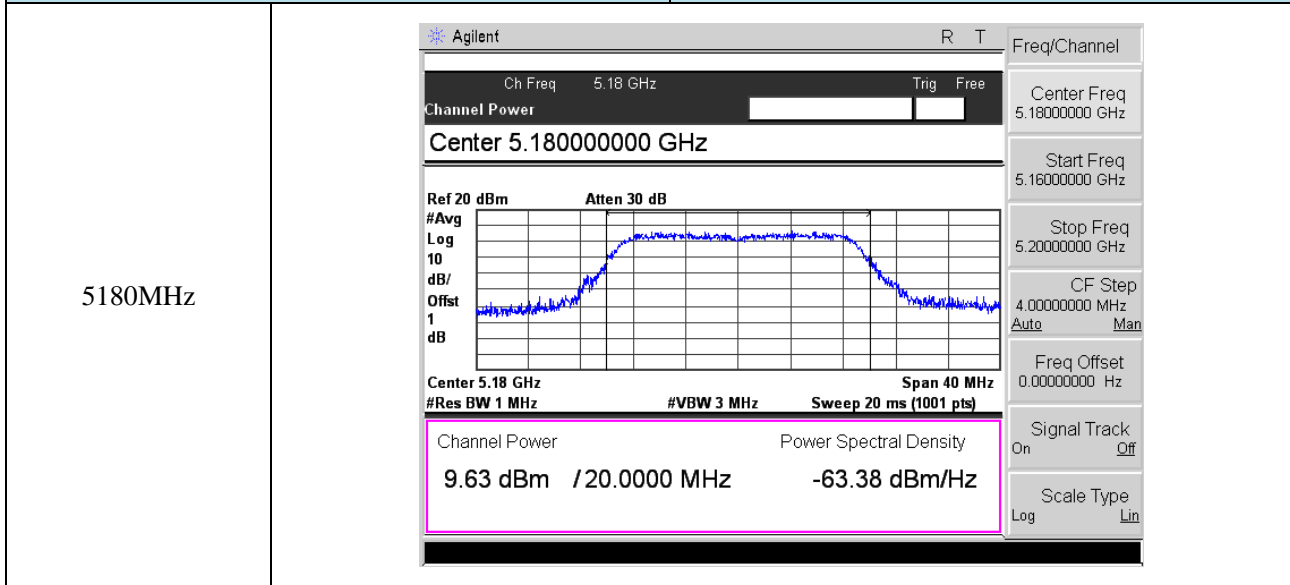 5180MHz
Agilent R T
Ch Freq 5.18 GHz Trig Free
Channel Power
Center 5.180000000 GHz
Ref 20 dBm Atten 30 dB
#Avg
Log
10
dB/
Offst
1
dB
Center 5.18 GHz Span 40 MHz
#Res BW 1 MHz #VBW 3 MHz Sweep 20 ms (1001 pts)
Channel Power Power Spectral Density
9.63 dBm / 20.0000 MHz -63.38 dBm/Hz
Freq/Channel
Center Freq
5.18000000 GHz
Start Freq
5.16000000 GHz
Stop Freq
5.20000000 GHz
CF Step
4.00000000 MHz
Auto Man
Freq Offset
0.00000000 Hz
Signal Track
On Off
Scale Type
Log Lin